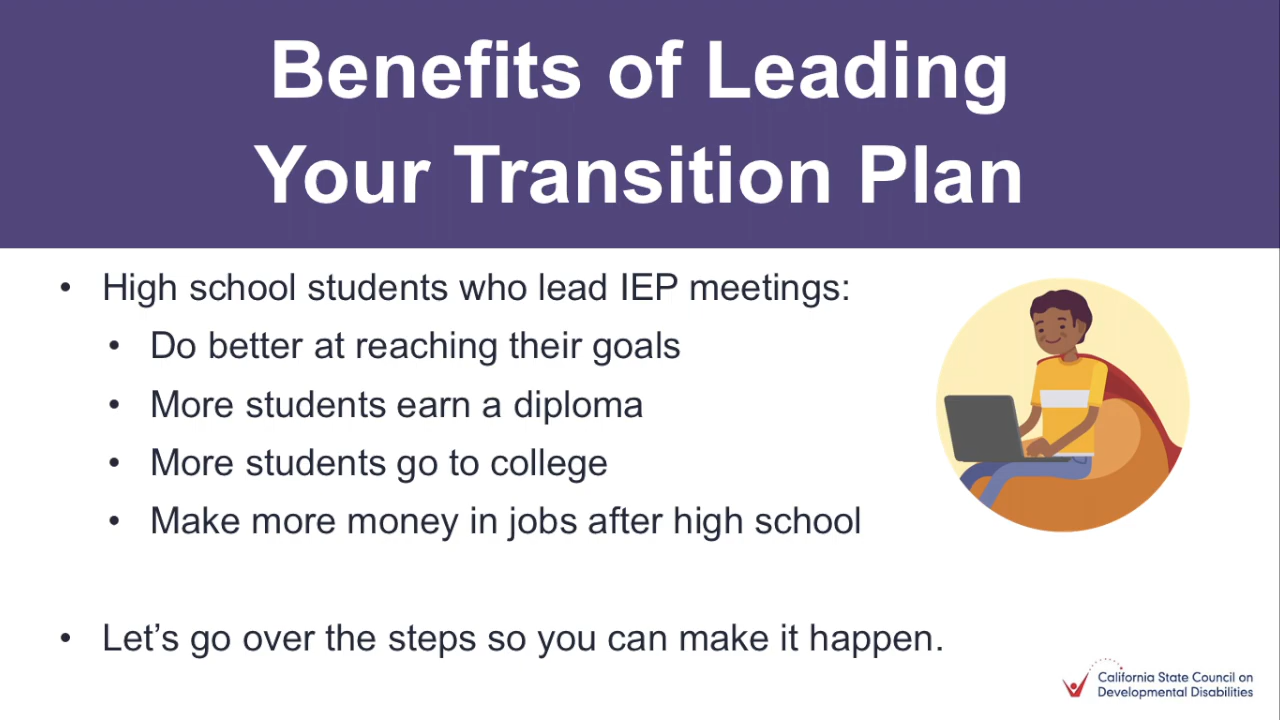 Benefits of Leading
Your Transition Plan
• High school students who lead IEP meetings:
• Do better at reaching their goals
• More students earn a diploma
• More students go to college
• Make more money in jobs after high school
• Let’s go over the steps so you can make it happen.
California State Council on
Developmental Disabilities